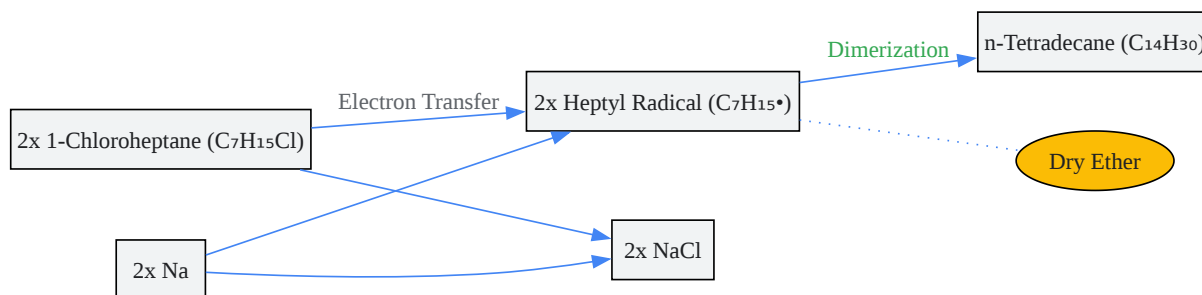 n-Tetradecane (C₁₄H₃₀)
Dimerization
Electron Transfer
2x Heptyl Radical (C₇H₁₅•)
2x 1-Chloroheptane (C₇H₁₅Cl)
Dry Ether
2x Na
2x NaCl